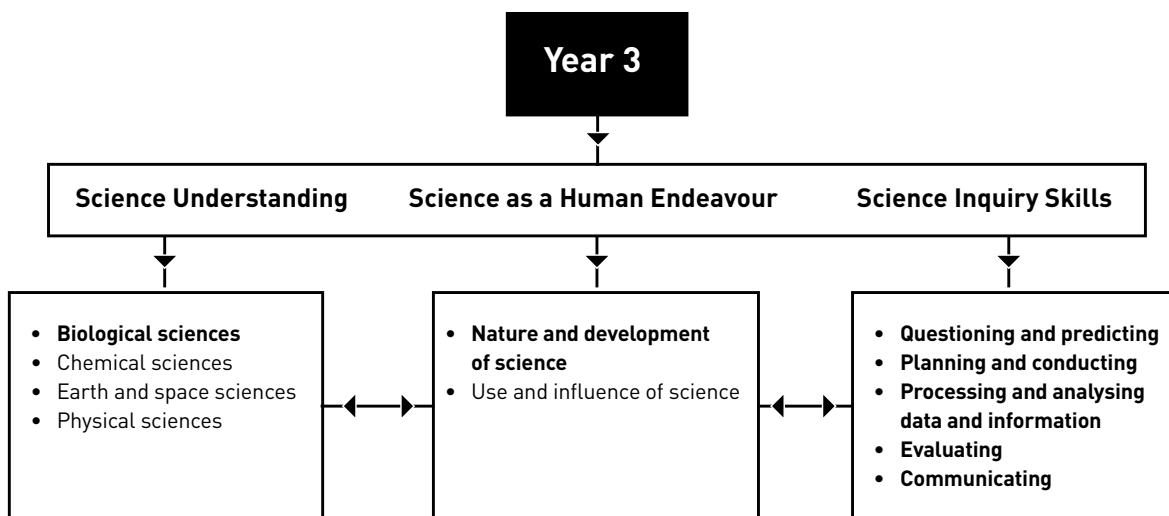 Year 3
Science Understanding
Science as a Human Endeavour
Science Inquiry Skills
• Biological sciences
• Chemical sciences
• Earth and space sciences
• Physical sciences
• Nature and development
of science
• Use and influence of science
• Questioning and predicting
• Planning and conducting
• Processing and analysing
data and information
• Evaluating
• Communicating